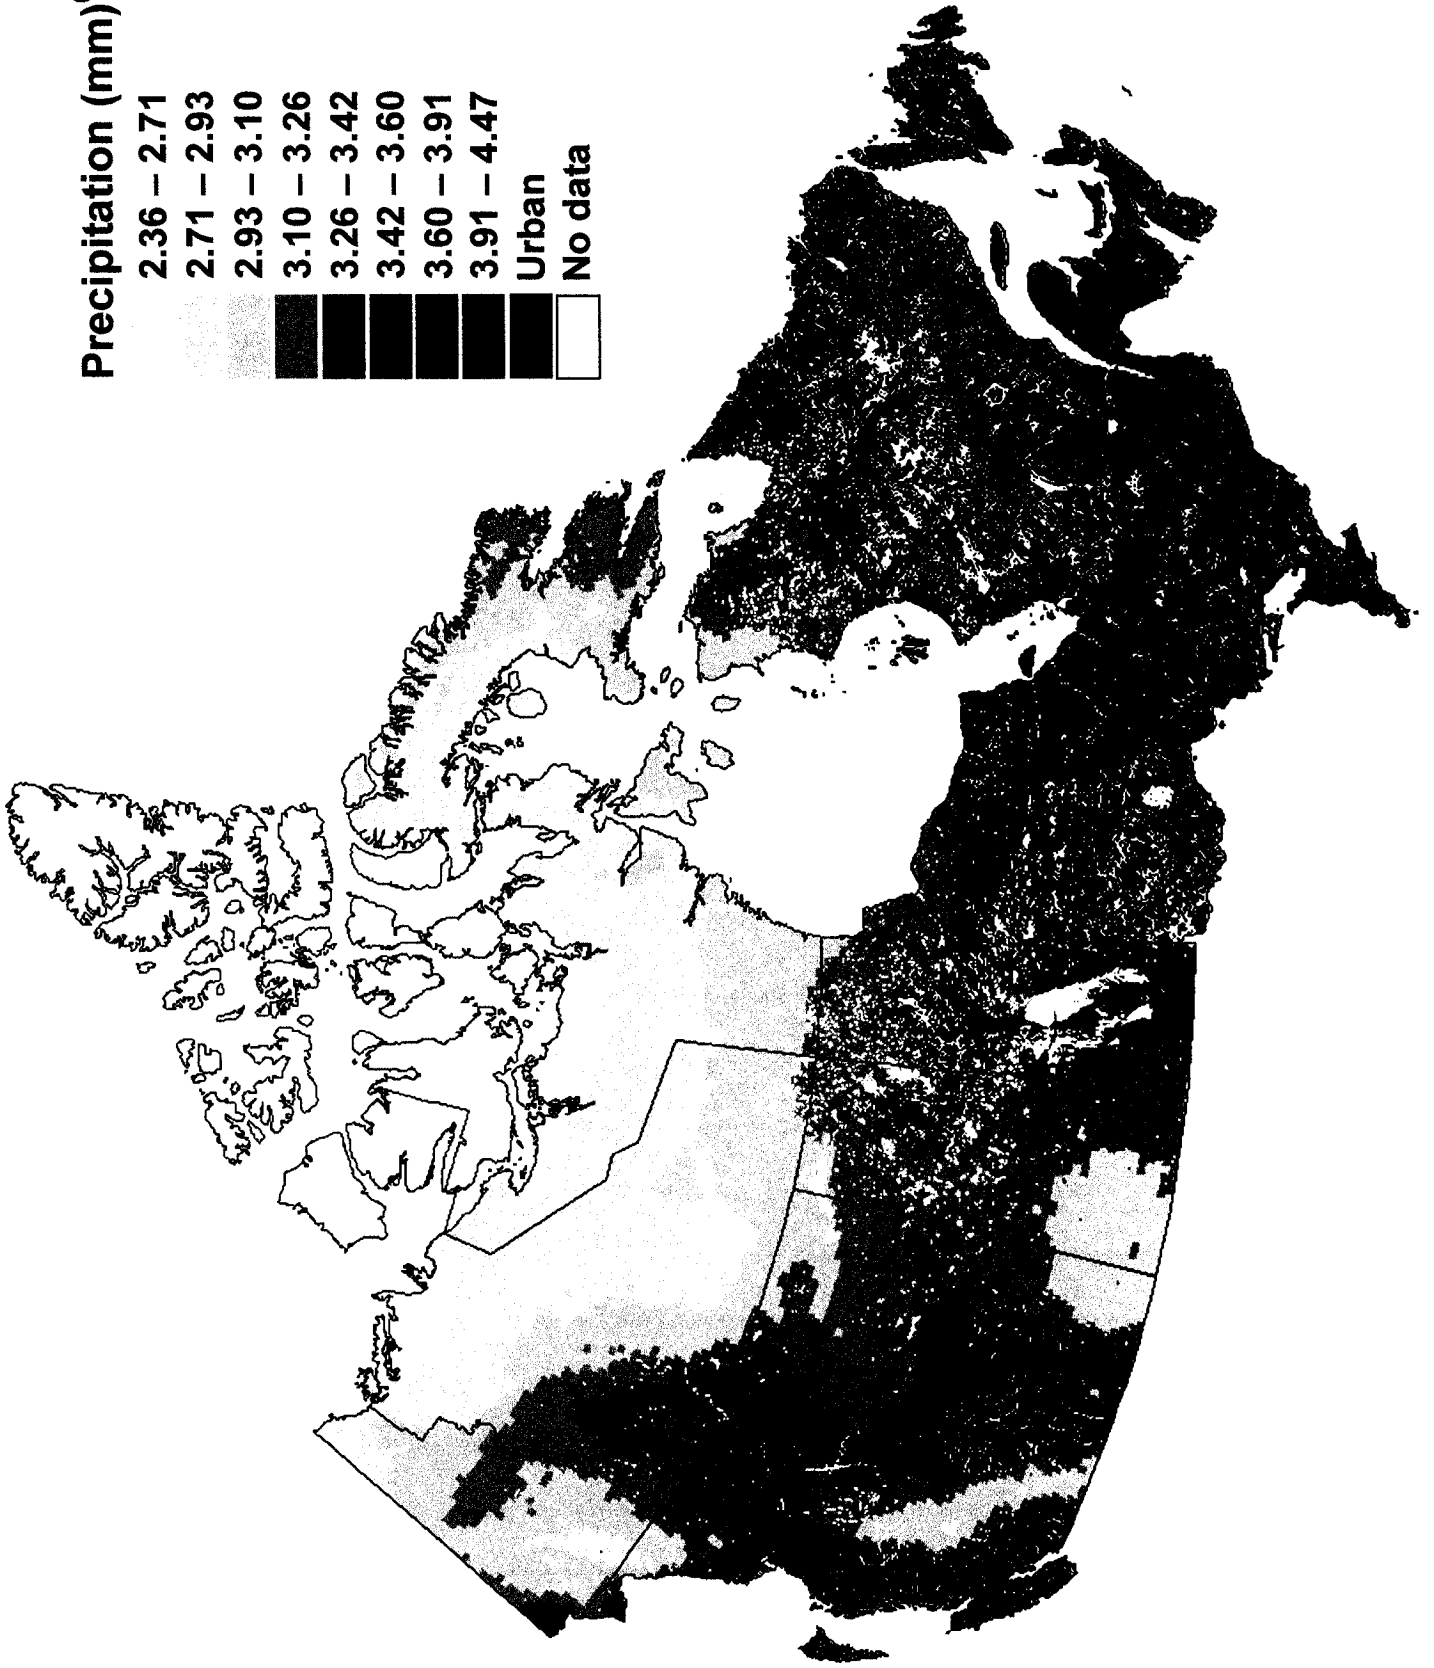 Precipitation (mm)
2.36 – 2.71
2.71 – 2.93
2.93 – 3.10
3.10 – 3.26
3.26 – 3.42
3.42 – 3.60
3.60 – 3.91
3.91 – 4.47
Urban
No data